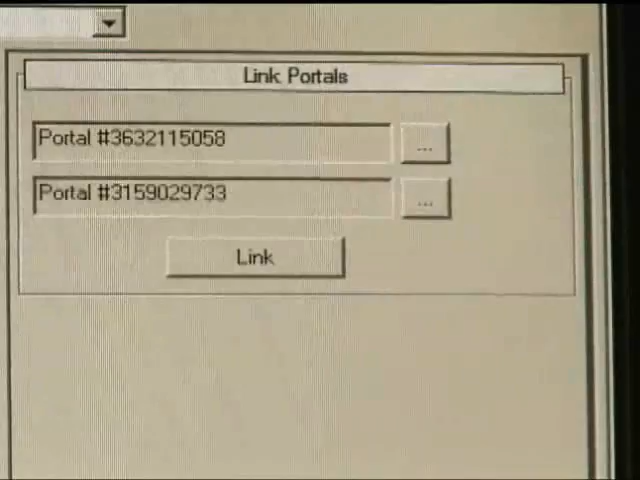 Link Portals
Portal #3632115058
...
Portal #3159029733
...
Link